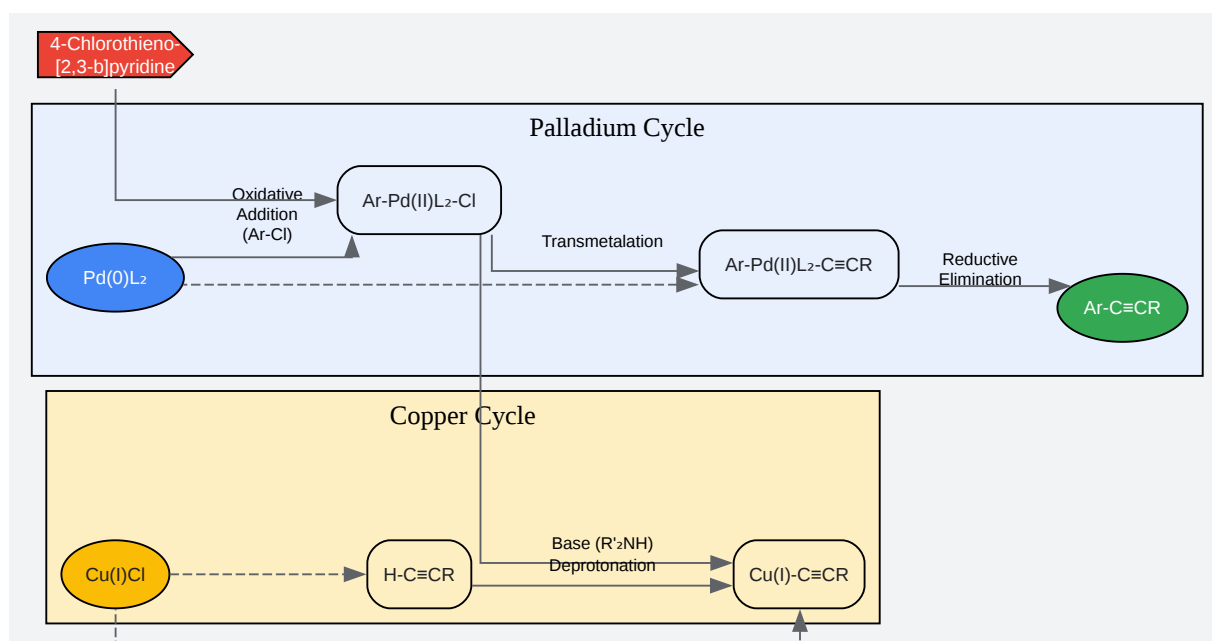 4-Chlorothieno-
[2,3-b]pyridine
Palladium Cycle
Oxidative
Addition
(Ar-Cl)
Ar-Pd(II)L₂-Cl
Transmetalation
Pd(0)L₂
Ar-Pd(II)L₂-C≡CR
Reductive
Elimination
Ar-C≡CR
Copper Cycle
Cu(I)Cl
H-C≡CR
Base (R'₂NH)
Deprotonation
Cu(I)-C≡CR